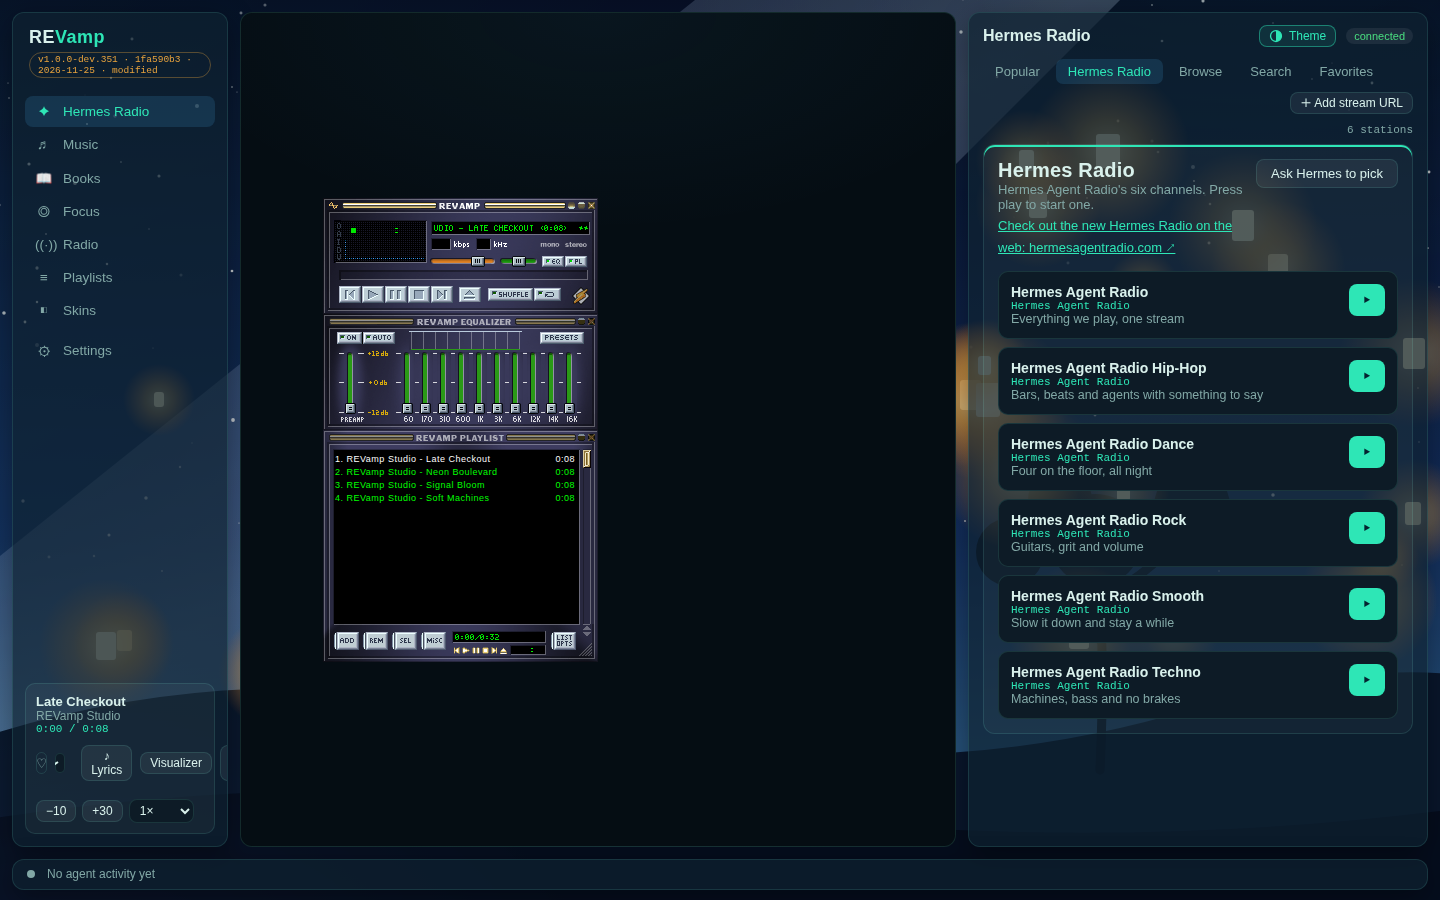 REVamp
v1.0.0-dev.351 · 1fa590b3 ·
2026-11-25 · modified
Hermes Radio
Music
Books
Focus
Radio
Playlists
Skins
Settings
Late Checkout
REVamp Studio
0:00 / 0:08
Lyrics
Visualizer
−10
+30
1×
REVAMP
UDIO - LATE CHECKOUT (0:08) **
kbps
kHz
mono
stereo
EQ
PL
SHUFFLE
REVAMP EQUALIZER
ON
AUTO
PRESETS
+12db
+0db
-12db
PREAMP
60 170 310 600 1K 3K 6K 12K 14K 16K
REVAMP PLAYLIST
1. REVamp Studio - Late Checkout 0:08
2. REVamp Studio - Neon Boulevard 0:08
3. REVamp Studio - Signal Bloom 0:08
4. REVamp Studio - Soft Machines 0:08
ADD
REM
SEL
MISC
0:00/0:32
LIST
OPTS
Hermes Radio
Theme
connected
Popular
Hermes Radio
Browse
Search
Favorites
+ Add stream URL
6 stations
Hermes Radio
Ask Hermes to pick
Hermes Agent Radio's six channels. Press
play to start one.
Check out the new Hermes Radio on the
web: hermesagentradio.com ↗
Hermes Agent Radio
Hermes Agent Radio
Everything we play, one stream
Hermes Agent Radio Hip-Hop
Hermes Agent Radio
Bars, beats and agents with something to say
Hermes Agent Radio Dance
Hermes Agent Radio
Four on the floor, all night
Hermes Agent Radio Rock
Hermes Agent Radio
Guitars, grit and volume
Hermes Agent Radio Smooth
Hermes Agent Radio
Slow it down and stay a while
Hermes Agent Radio Techno
Hermes Agent Radio
Machines, bass and no brakes
No agent activity yet